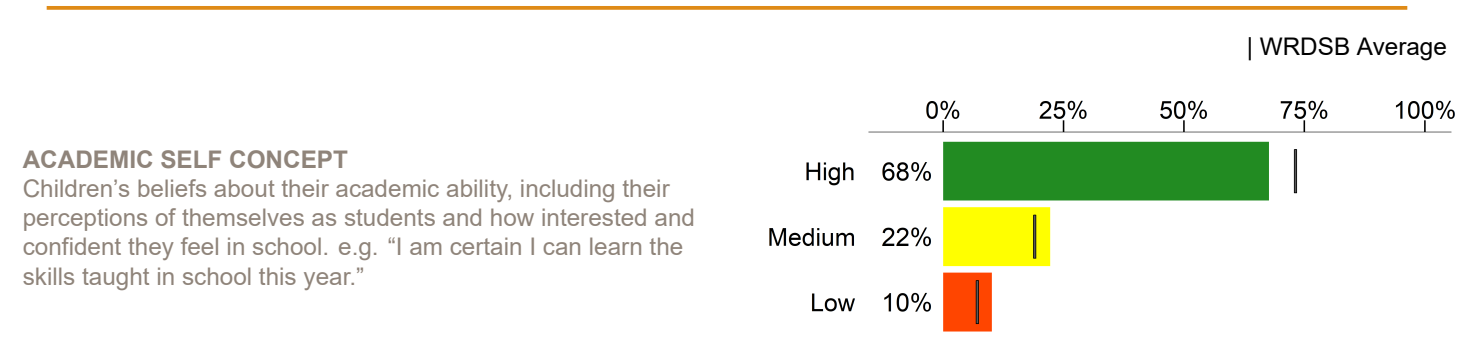 | WRDSB Average
0% 25% 50% 75% 100%
ACADEMIC SELF CONCEPT
Children’s beliefs about their academic ability, including their
perceptions of themselves as students and how interested and
confident they feel in school. e.g. “I am certain I can learn the
skills taught in school this year.”
High 68%
Medium 22%
Low 10%